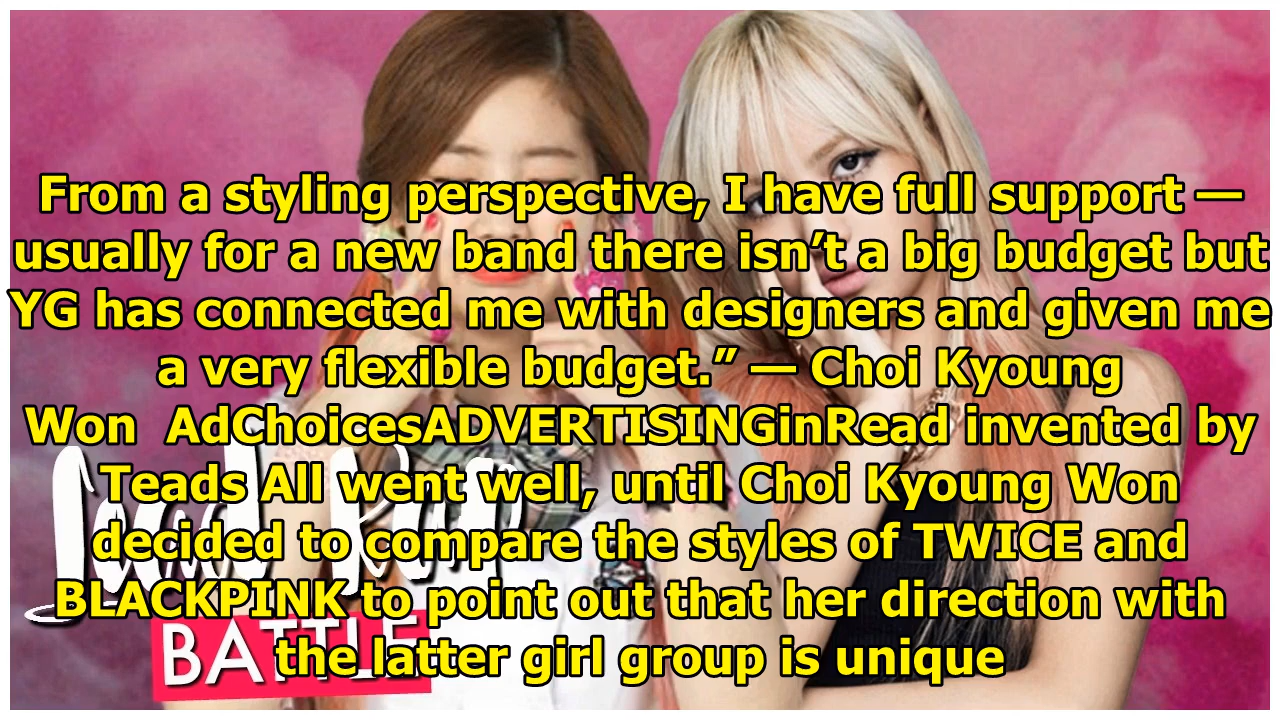 From a styling perspective, I have full support —
usually for a new band there isn’t a big budget but
YG has connected me with designers and given me
a very flexible budget.” — Choi Kyoung
Won  AdChoicesADVERTISINGinRead invented by
Teads All went well, until Choi Kyoung Won
decided to compare the styles of TWICE and
BLACKPINK to point out that her direction with
the latter girl group is unique
Rap
BATTLE